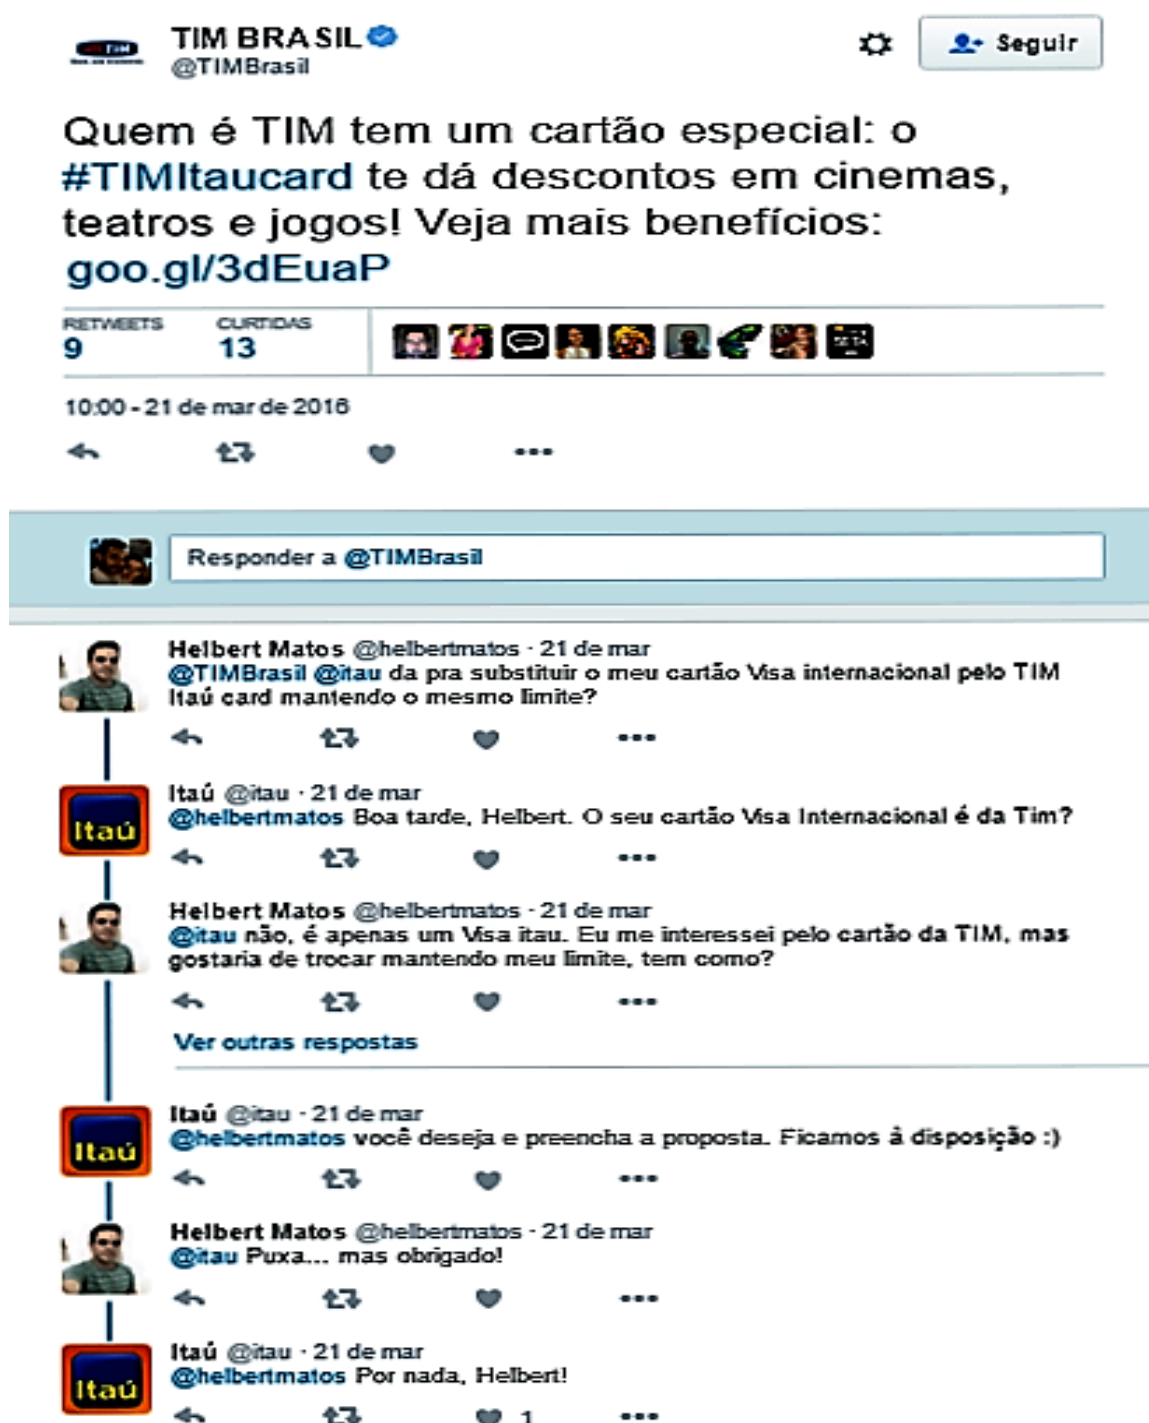 TIM BRASIL
@TIMBrasil
Seguir
Quem é TIM tem um cartão especial: o
#TIMItaucard te dá descontos em cinemas,
teatros e jogos! Veja mais benefícios:
goo.gl/3dEuaP
RETWEETS CURTIDAS
9 13
10:00 - 21 de mar de 2016
Responder a @TIMBrasil
Helbert Matos @helbertmatos · 21 de mar
@TIMBrasil @itau da pra substituir o meu cartão Visa internacional pelo TIM
Itaú card mantendo o mesmo limite?
Itaú @itau · 21 de mar
Itaú
@helbertmatos Boa tarde, Helbert. O seu cartão Visa Internacional é da Tim?
Helbert Matos @helbertmatos · 21 de mar
@itau não, é apenas um Visa itau. Eu me interessei pelo cartão da TIM, mas
gostaria de trocar mantendo meu limite, tem como?
Ver outras respostas
Itaú @itau · 21 de mar
Itaú
@helbertmatos você deseja e preencha a proposta. Ficamos à disposição :)
Helbert Matos @helbertmatos · 21 de mar
@itau Puxa... mas obrigado!
Itaú @itau · 21 de mar
Itaú
@helbertmatos Por nada, Helbert!
1